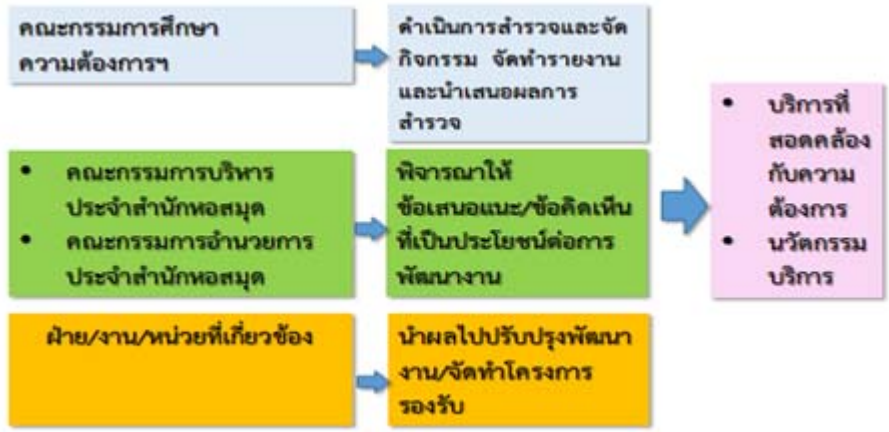 คณะกรรมการศึกษา
ความต้องการฯ
ดำเนินการสำรวจและจัด
กิจกรรม จัดทำรายงาน
และนำเสนอผลการ
สำรวจ
• คณะกรรมการบริหาร
ประจำสำนักหอสมุด
• คณะกรรมการอำนวยการ
ประจำสำนักหอสมุด
พิจารณาให้
ข้อเสนอแนะ/ข้อคิดเห็น
ที่เป็นประโยชน์ต่อการ
พัฒนางาน
ฝ่าย/งาน/หน่วยที่เกี่ยวข้อง
นำผลไปปรับปรุงพัฒนา
งาน/จัดทำโครงการ
รองรับ
• บริการที่
สอดคล้อง
กับความ
ต้องการ
• นวัตกรรม
บริการ